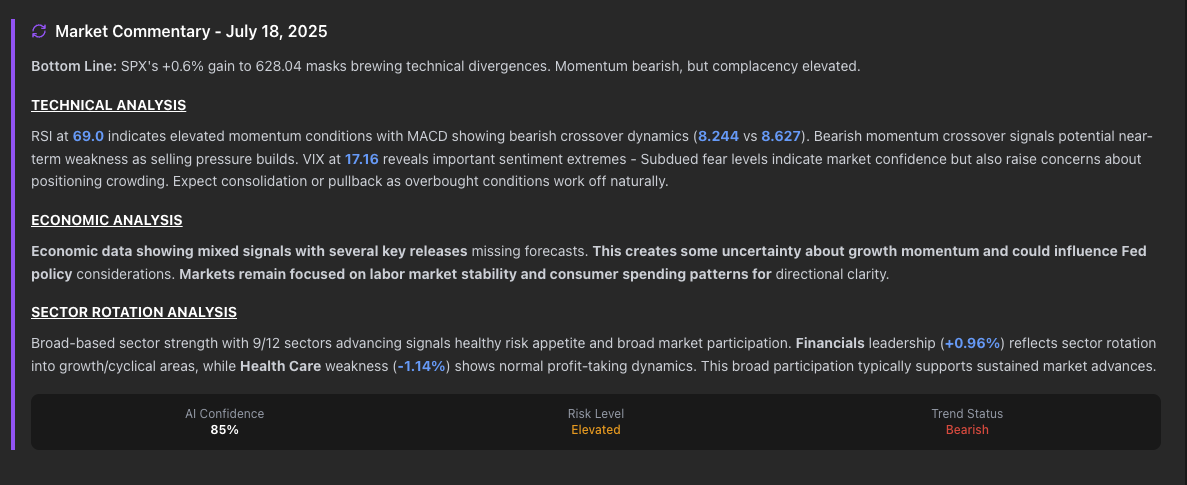 Market Commentary - July 18, 2025
Bottom Line: SPX's +0.6% gain to 628.04 masks brewing technical divergences. Momentum bearish, but complacency elevated.
TECHNICAL ANALYSIS
RSI at 69.0 indicates elevated momentum conditions with MACD showing bearish crossover dynamics (8.244 vs 8.627). Bearish momentum crossover signals potential near-
term weakness as selling pressure builds. VIX at 17.16 reveals important sentiment extremes - Subdued fear levels indicate market confidence but also raise concerns about
positioning crowding. Expect consolidation or pullback as overbought conditions work off naturally.
ECONOMIC ANALYSIS
Economic data showing mixed signals with several key releases missing forecasts. This creates some uncertainty about growth momentum and could influence Fed
policy considerations. Markets remain focused on labor market stability and consumer spending patterns for directional clarity.
SECTOR ROTATION ANALYSIS
Broad-based sector strength with 9/12 sectors advancing signals healthy risk appetite and broad market participation. Financials leadership (+0.96%) reflects sector rotation
into growth/cyclical areas, while Health Care weakness (-1.14%) shows normal profit-taking dynamics. This broad participation typically supports sustained market advances.
AI Confidence Risk Level Trend Status
85% Elevated Bearish